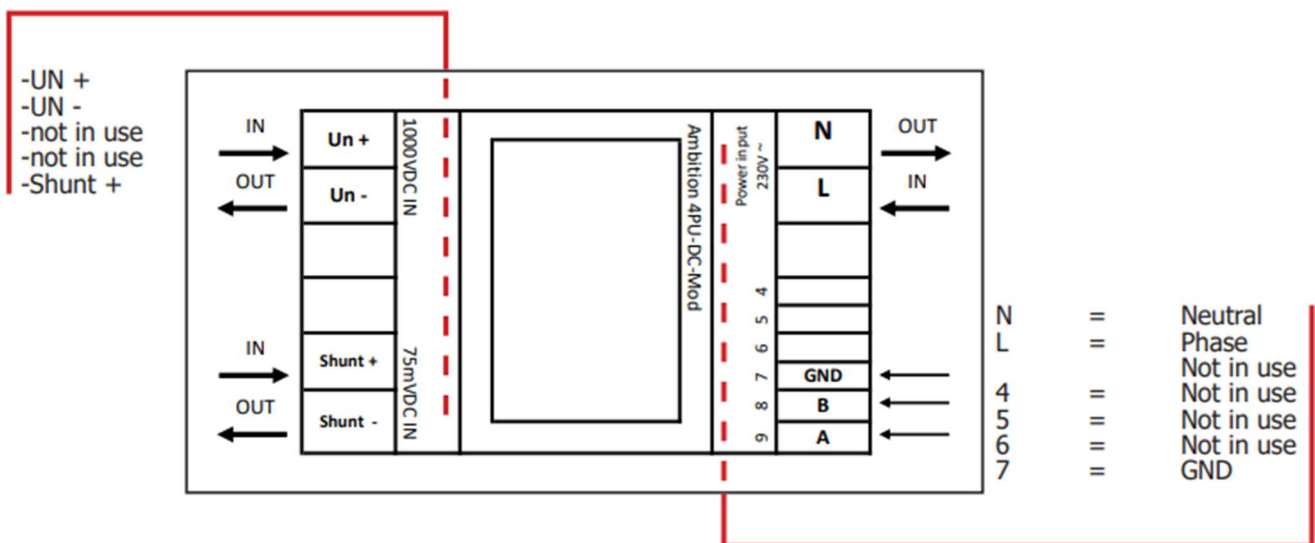 -UN +
-UN -
-not in use
-not in use
-Shunt +
IN
OUT
IN
OUT
Un +
Un -
Shunt +
Shunt -
1000VDC IN
75mVDC IN
Ambition 4PU-DC-Mod
Power input
230V ~
4
5
6
7
8
9
N
L
GND
B
A
OUT
IN
N = Neutral
L = Phase
Not in use
4 = Not in use
5 = Not in use
6 = Not in use
7 = GND